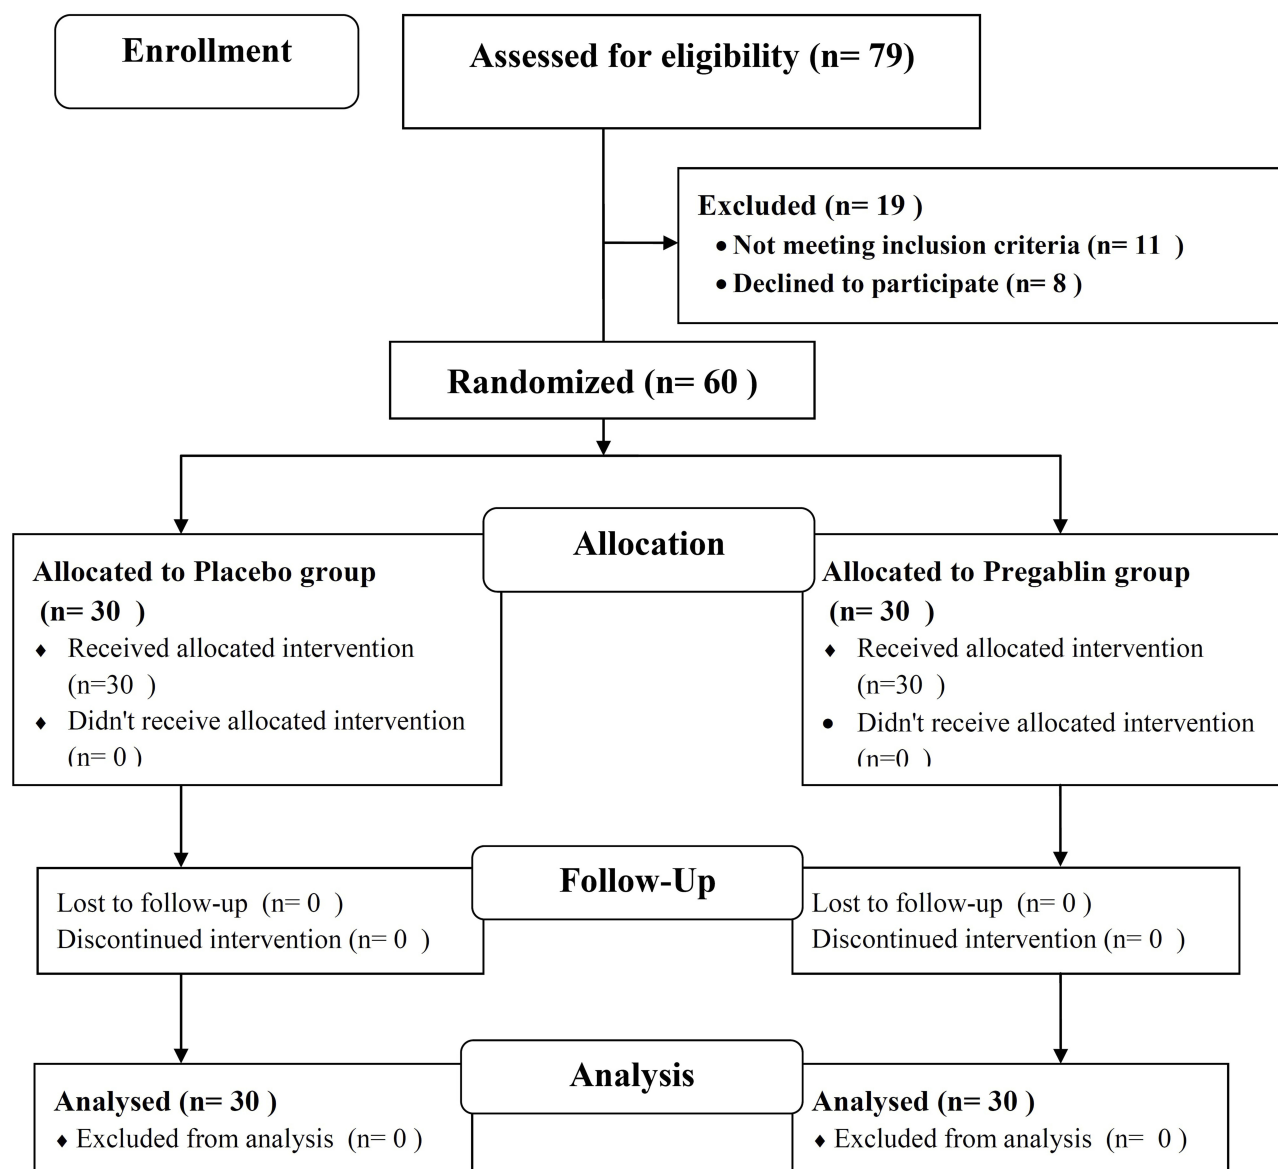 Enrollment
Assessed for eligibility (n= 79)
Excluded (n= 19 )
• Not meeting inclusion criteria (n= 11  )
• Declined to participate (n= 8 )
Randomized (n= 60 )
Allocation
Allocated to Placebo group
(n= 30  )
♦ Received allocated intervention
(n=30  )
♦ Didn't receive allocated intervention
(n= 0 )
Allocated to Pregablin group
(n= 30  )
♦ Received allocated intervention
(n=30  )
• Didn't receive allocated intervention
(n=0  )
Follow-Up
Lost to follow-up  (n= 0  )
Discontinued intervention (n= 0  )
Lost to follow-up  (n= 0 )
Discontinued intervention (n= 0  )
Analysis
Analysed (n= 30 )
♦ Excluded from analysis  (n= 0 )
Analysed (n= 30 )
♦ Excluded from analysis  (n=  0 )